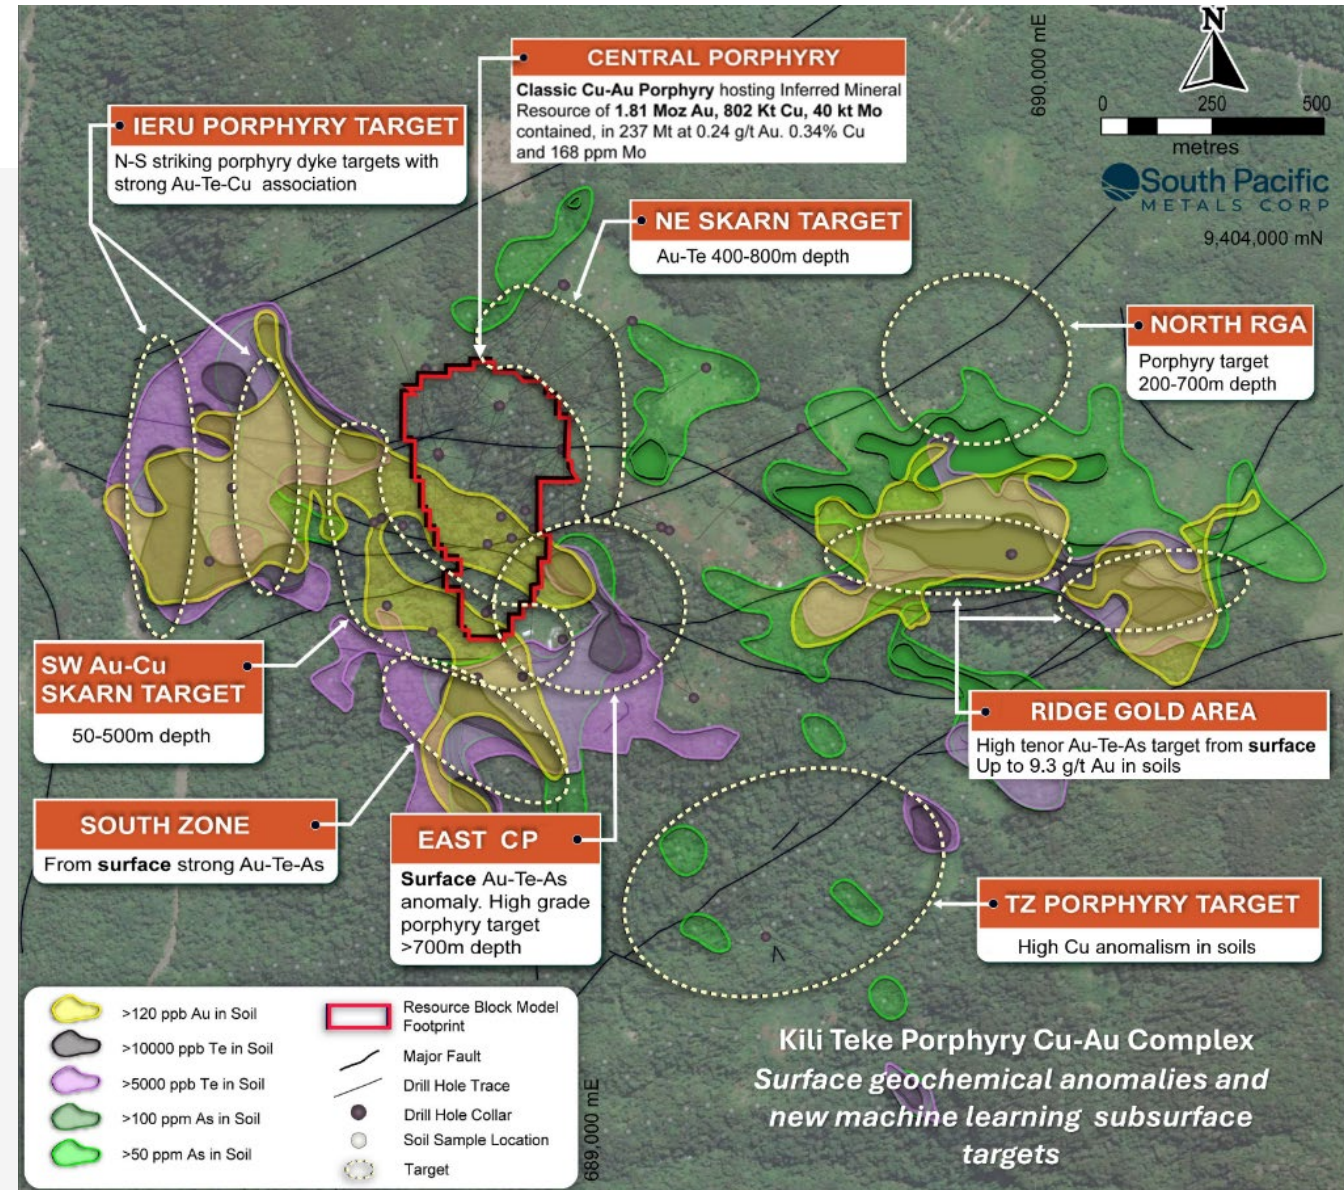 N
690,000 mE
0 250 500
metres
South Pacific
METALS CORP
9,404,000 mN
CENTRAL PORPHYRY
Classic Cu-Au Porphyry hosting Inferred Mineral
Resource of 1.81 Moz Au, 802 Kt Cu, 40 kt Mo
contained, in 237 Mt at 0.24 g/t Au. 0.34% Cu
and 168 ppm Mo
IERU PORPHYRY TARGET
N-S striking porphyry dyke targets with
strong Au-Te-Cu association
NE SKARN TARGET
Au-Te 400-800m depth
NORTH RGA
Porphyry target
200-700m depth
SW Au-Cu
SKARN TARGET
50-500m depth
RIDGE GOLD AREA
High tenor Au-Te-As target from surface
Up to 9.3 g/t Au in soils
SOUTH ZONE
From surface strong Au-Te-As
EAST CP
Surface Au-Te-As
anomaly. High grade
porphyry target
>700m depth
TZ PORPHYRY TARGET
High Cu anomalism in soils
>120 ppb Au in Soil
>10000 ppb Te in Soil
>5000 ppb Te in Soil
>100 ppm As in Soil
>50 ppm As in Soil
Resource Block Model
Footprint
Major Fault
Drill Hole Trace
Drill Hole Collar
Soil Sample Location
Target
689,000 mE
Kili Teke Porphyry Cu-Au Complex
Surface geochemical anomalies and
new machine learning subsurface
targets